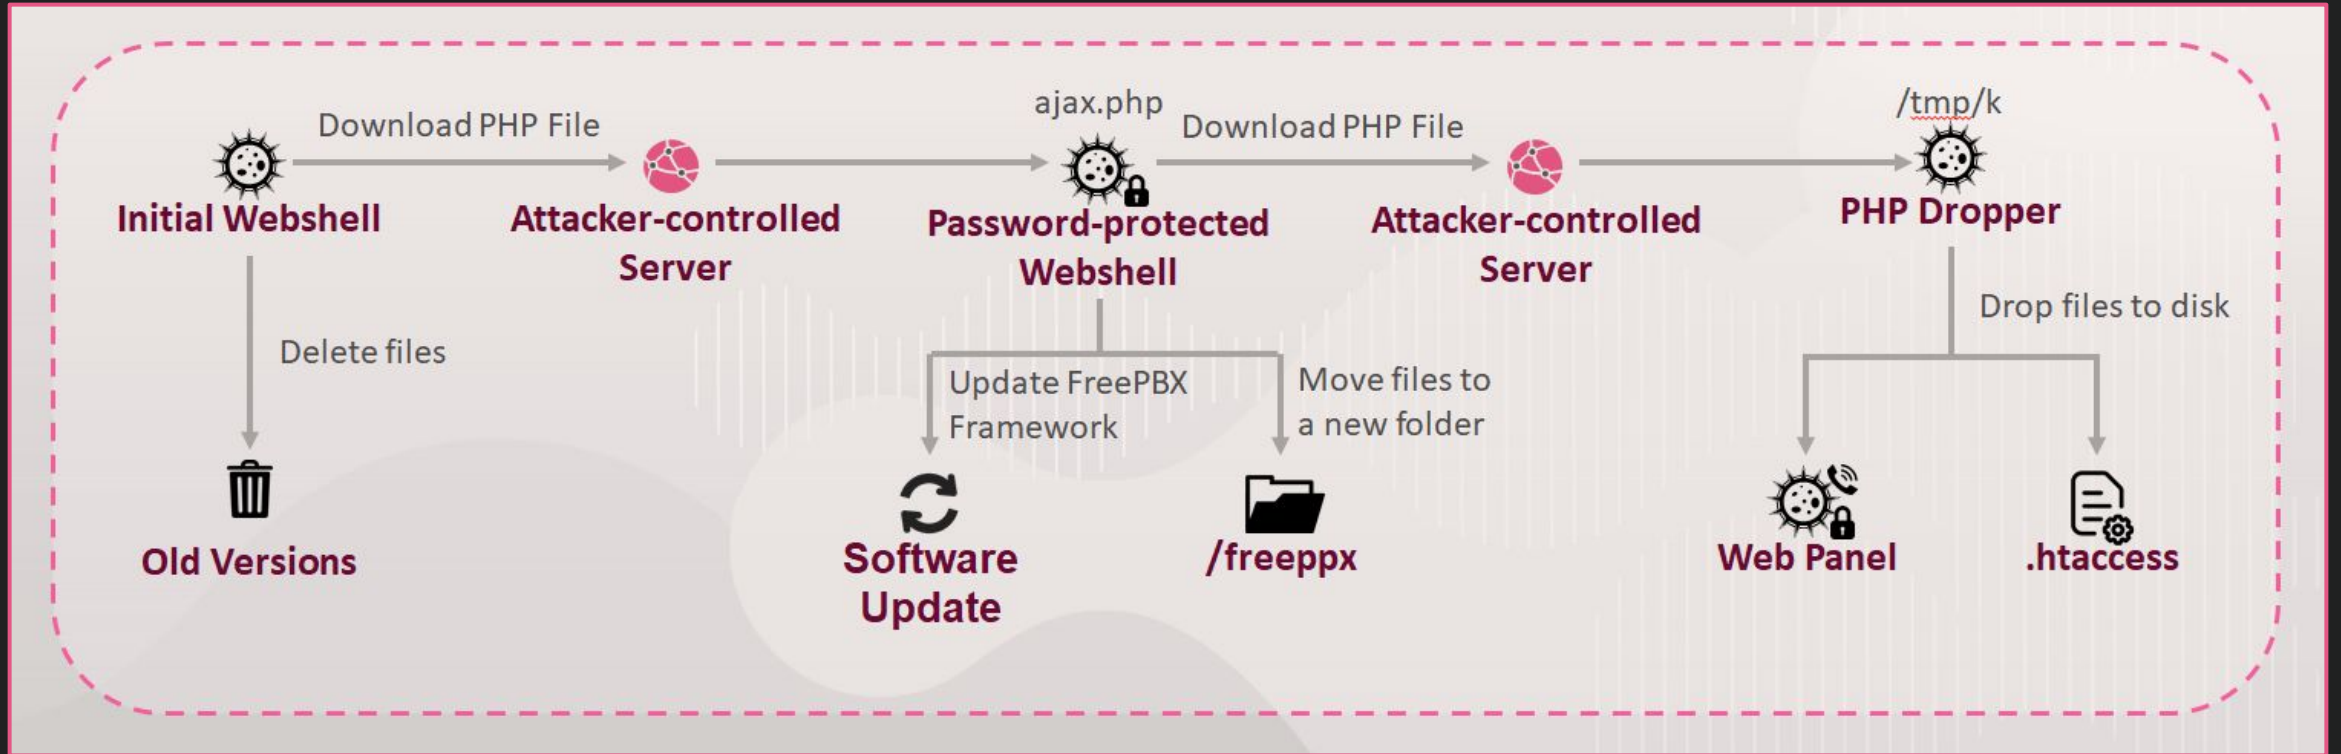 ajax.php
/tmp/k
Download PHP File
Download PHP File
Initial Webshell
Attacker-controlled
Server
Password-protected
Webshell
Attacker-controlled
Server
PHP Dropper
Delete files
Update FreePBX
Framework
Move files to
a new folder
Drop files to disk
Old Versions
Software
Update
/freeppx
Web Panel
.htaccess